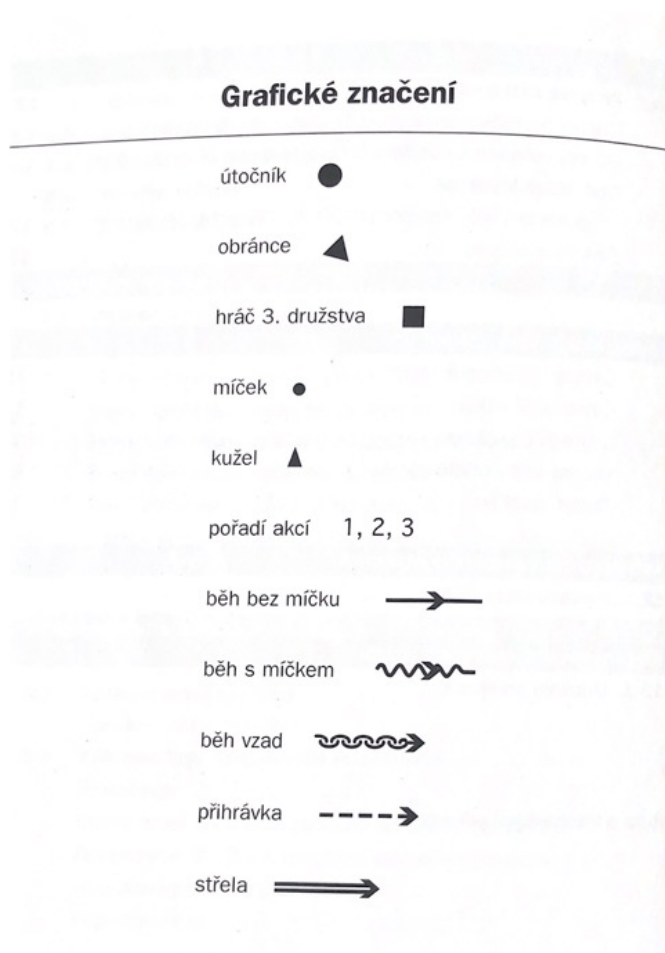 Grafické značení
útočník
obránce
hráč 3. družstva
míček
kužel
pořadí akcí 1, 2, 3
běh bez míčku
běh s míčkem
běh vzad
přihrávka
střela